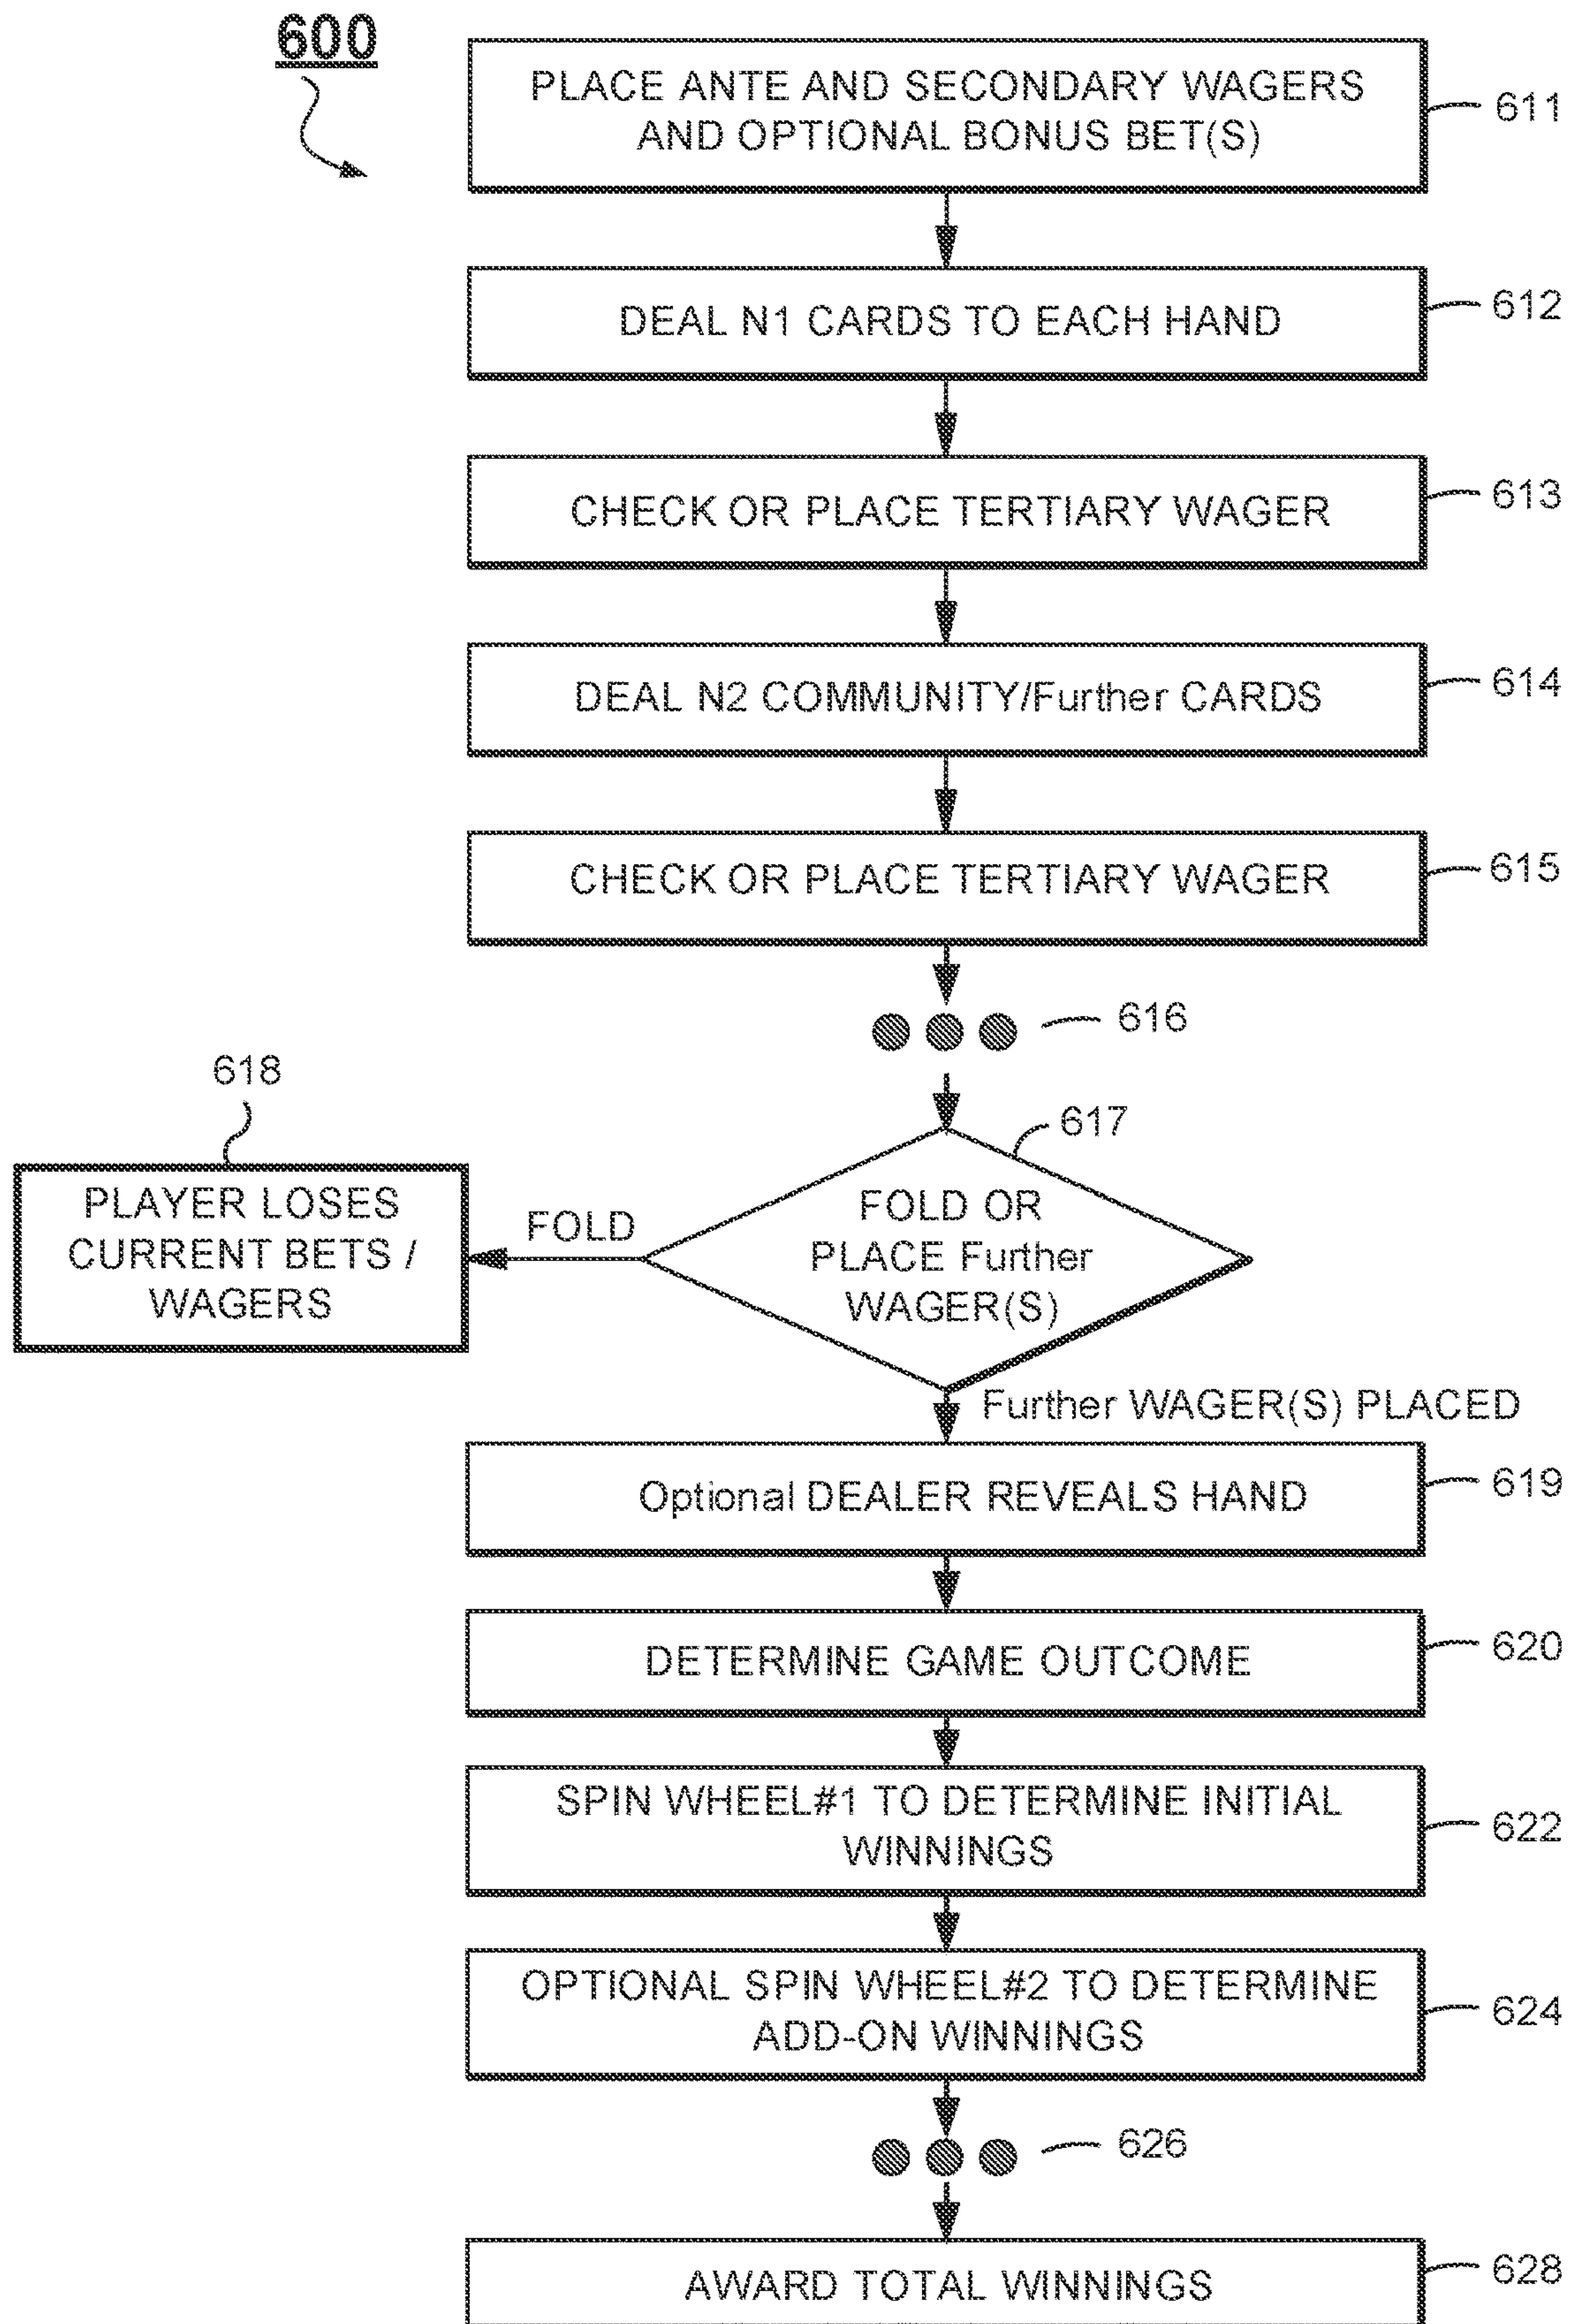 600
PLACE ANTE AND SECONDARY WAGERS
AND OPTIONAL BONUS BET(S)
611
DEAL N1 CARDS TO EACH HAND
612
CHECK OR PLACE TERTIARY WAGER
613
DEAL N2 COMMUNITY/Further CARDS
614
CHECK OR PLACE TERTIARY WAGER
615
616
618
617
PLAYER LOSES
CURRENT BETS /
WAGERS
FOLD
FOLD OR
PLACE Further
WAGER(S)
Further WAGER(S) PLACED
Optional DEALER REVEALS HAND
619
DETERMINE GAME OUTCOME
620
SPIN WHEEL#1 TO DETERMINE INITIAL
WINNINGS
622
OPTIONAL SPIN WHEEL#2 TO DETERMINE
ADD-ON WINNINGS
624
626
AWARD TOTAL WINNINGS
628